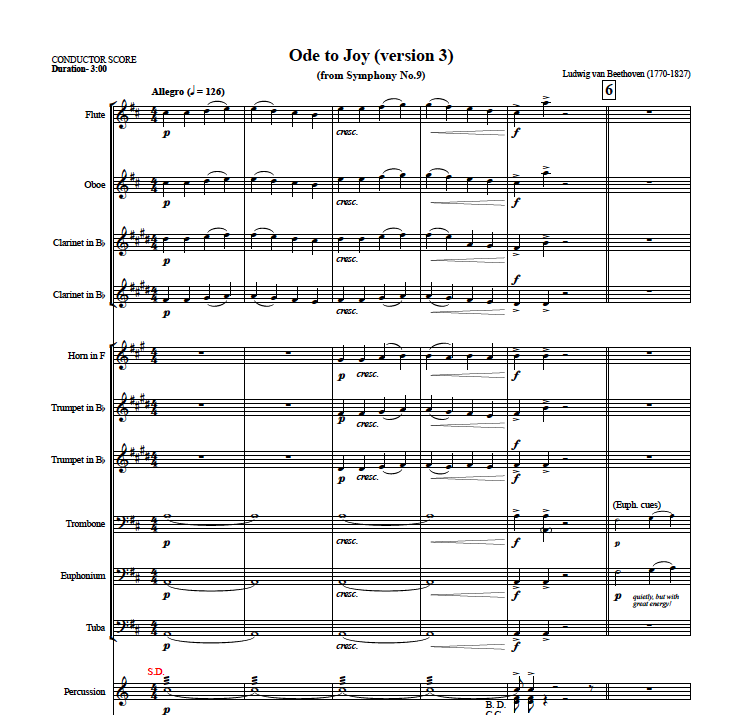 Ode to Joy (version 3)
CONDUCTOR SCORE
Duration- 3:00
(from Symphony No.9)
Ludwig van Beethoven (1770-1827)
Allegro (♩= 126)
6
Flute
p
cresc.
f
Oboe
p
cresc.
f
Clarinet in B♭
p
cresc.
f
Clarinet in B♭
p
cresc.
f
Horn in F
p cresc.
f
Trumpet in B♭
p cresc.
f
Trumpet in B♭
p cresc.
f
(Euph. cues)
Trombone
p
cresc.
f
p
Euphonium
p
cresc.
f
p quietly, but with
great energy!
Tuba
p
cresc.
f
S.D.
Percussion
p
B. D.
C.C.